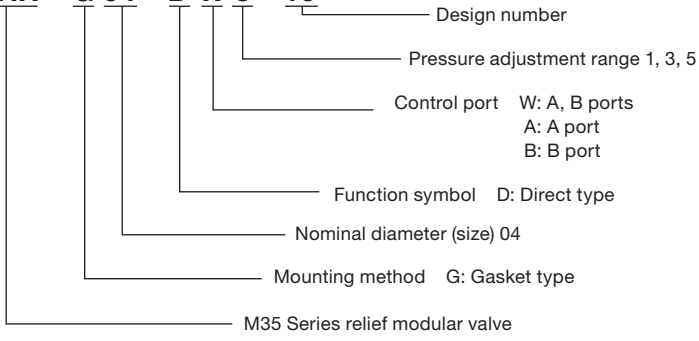 Design number
Pressure adjustment range 1, 3, 5
Control port W: A, B ports
A: A port
B: B port
Function symbol D: Direct type
Nominal diameter (size) 04
Mounting method G: Gasket type
M35 Series relief modular valve